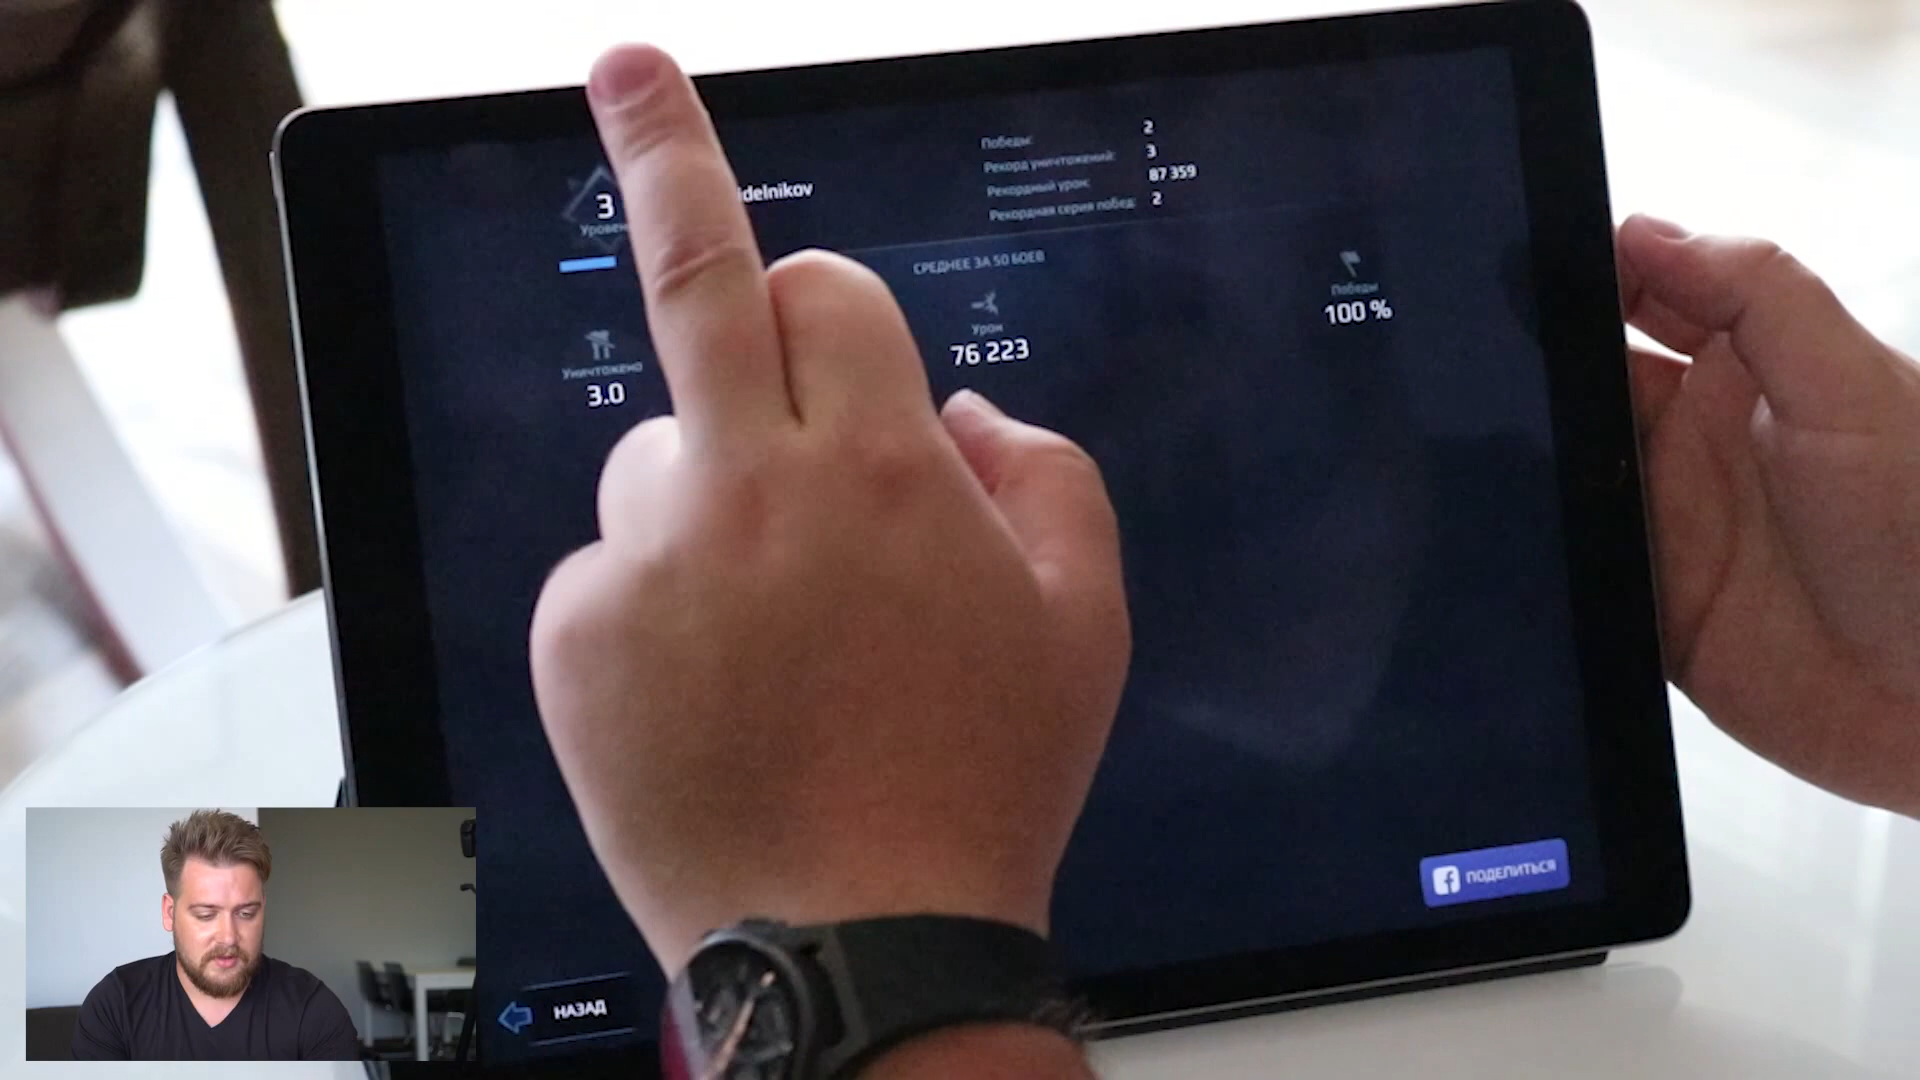 3
Уровень
idelnikov
Победы: 2
Рекорд уничтожений: 3
Рекордный урон: 87 359
Рекордная серия побед: 2
СРЕДНЕЕ ЗА 50 БОЕВ
Уничтожено
3.0
Урон
76 223
Победы
100 %
ПОДЕЛИТЬСЯ
НАЗАД